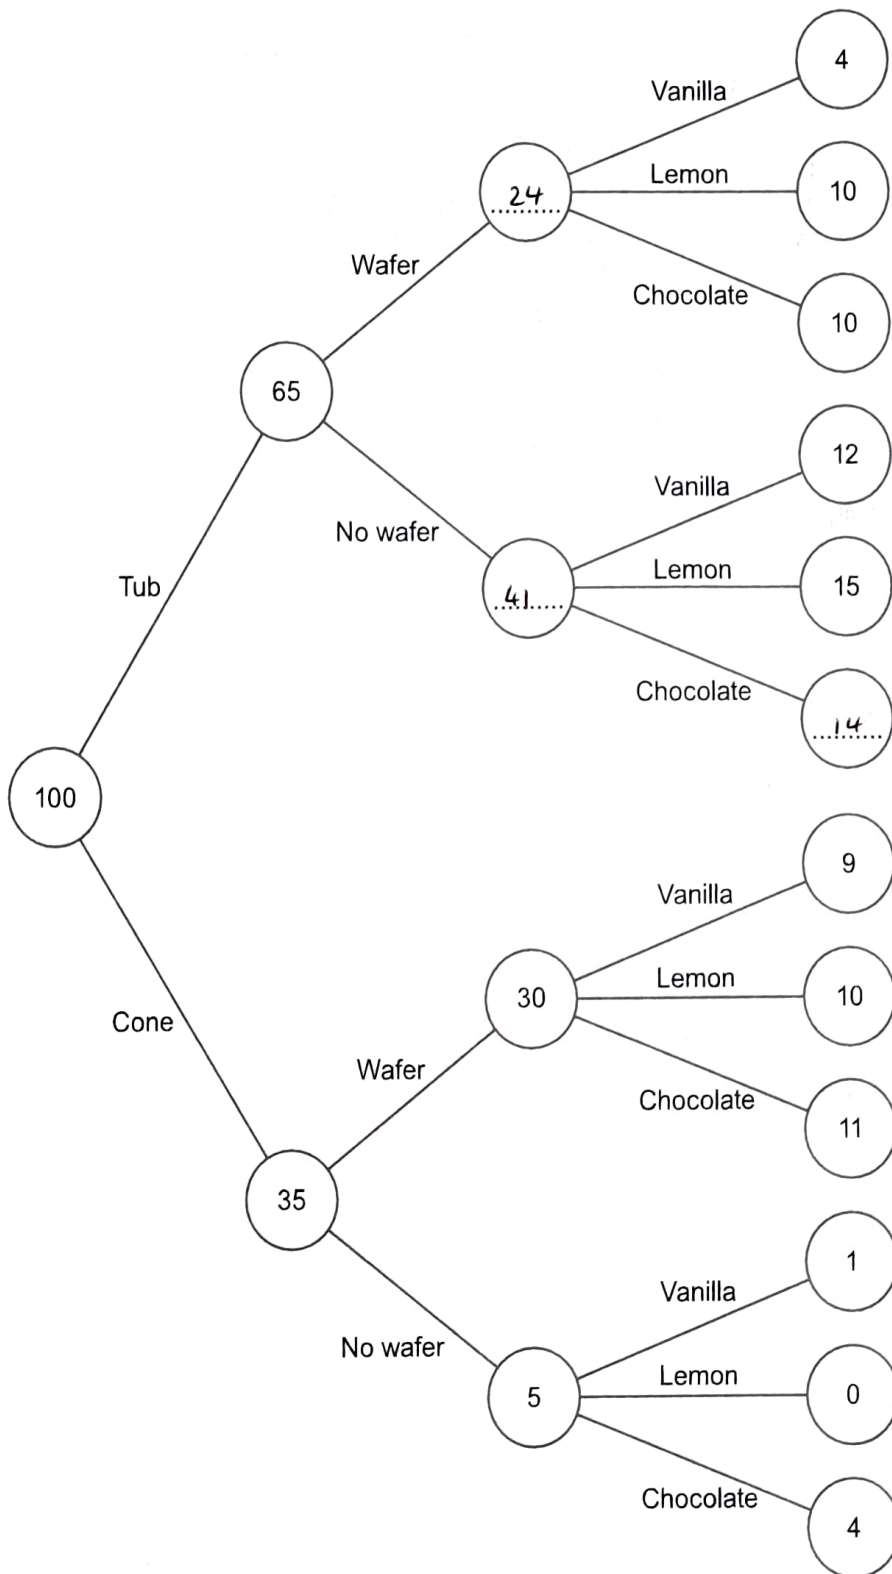 4
Vanilla
Lemon
24
10
Wafer
Chocolate
10
65
12
Vanilla
No wafer
Tub
Lemon
41
15
Chocolate
14
100
9
Vanilla
Lemon
30
10
Cone
Wafer
Chocolate
11
35
1
Vanilla
No wafer
Lemon
5
0
Chocolate
4